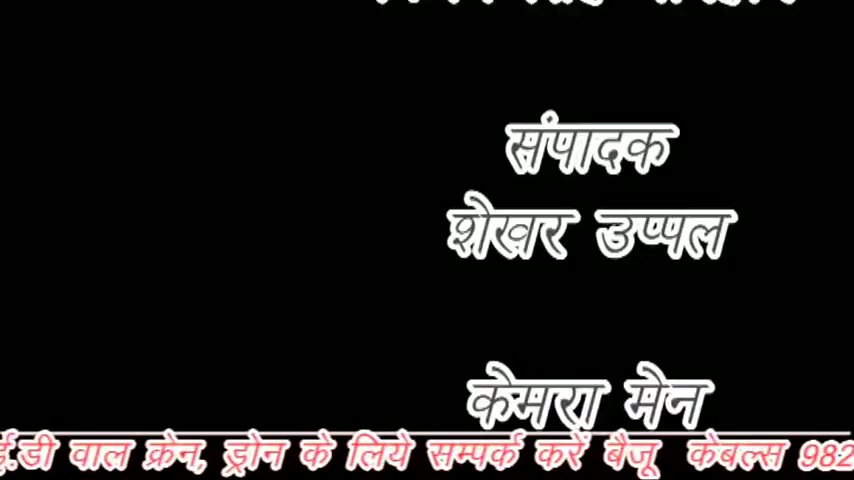 संपादक
शेखर उप्पल
केमरा मेन
ई.डी वाल क्रेन, ड्रोन के लिये सम्पर्क करें बैजू केबल्स 982